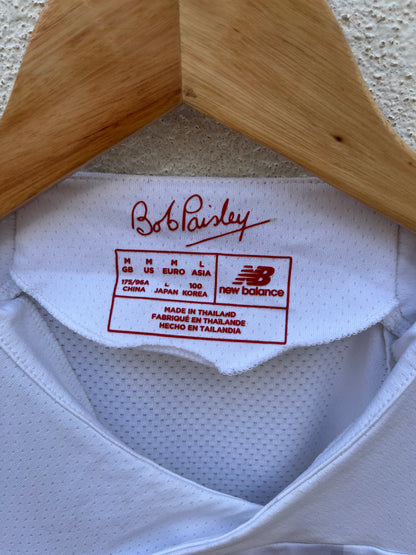 Bob Paisley
M M M L
GB US EURO ASIA
175/96A L 100
CHINA JAPAN KOREA
NB
new balance
MADE IN THAILAND
FABRIQUÉ EN THAÏLANDE
HECHO EN TAILANDIA